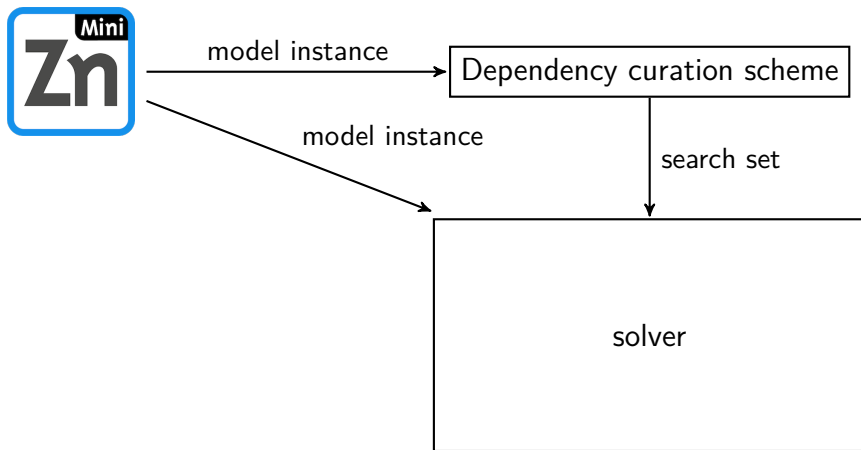 Mini
Zn
model instance
Dependency curation scheme
model instance
search set
solver